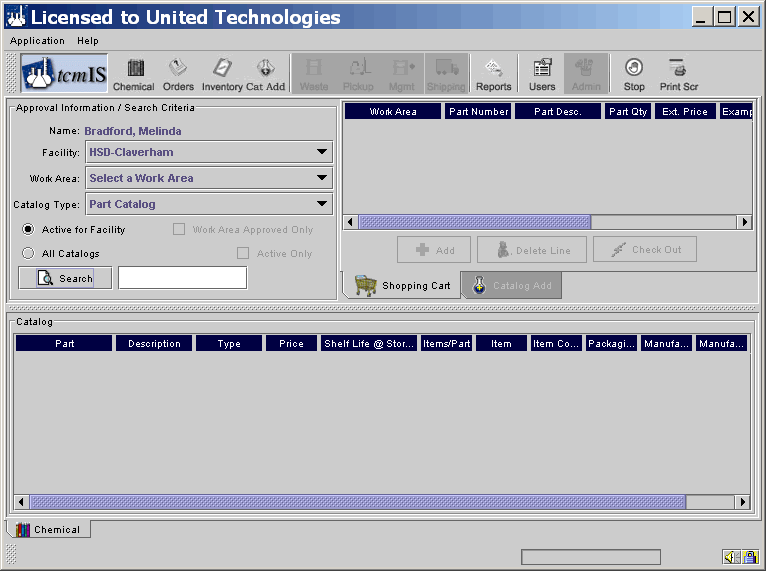 Licensed to United Technologies
Application Help
tcmIS Chemical Orders Inventory Cat Add Waste Pickup Mgmt Shipping Reports Users Admin Stop Print Scr
Approval Information / Search Criteria
Name: Bradford, Melinda
Facility: HSD-Claverham
Work Area: Select a Work Area
Catalog Type: Part Catalog
Active for Facility Work Area Approved Only
All Catalogs Active Only
Search
Work Area Part Number Part Desc. Part Qty Ext. Price Examp
Add Delete Line Check Out
Shopping Cart Catalog Add
Catalog
Part Description Type Price Shelf Life @ Stor... Items/Part Item Item Co... Packagi... Manufa... Manufa...
Chemical